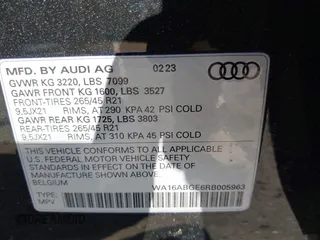 MFD. BY AUDI AG 02 23
GVWR KG 3220, LBS 7099
GAWR FRONT KG 1600, LBS 3527
FRONT-TIRES 265/45 R21
9,5JX21 RIMS, AT 290 KPA 42 PSI COLD
GAWR REAR KG 1725, LBS 3803
REAR-TIRES 265/45 R21
9,5JX21 RIMS, AT 310 KPA 45 PSI COLD
THIS VEHICLE CONFORMS TO ALL APPLICABLE
U.S. FEDERAL MOTOR VEHICLE SAFETY
STANDARDS IN EFFECT ON THE DATE OF
MANUFACTURE SHOWN ABOVE.
BELGIUM
WA16ABGE6RB005963
MPV